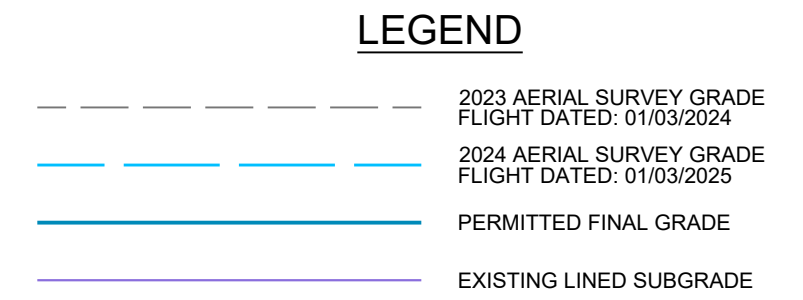 LEGEND
2023 AERIAL SURVEY GRADE
FLIGHT DATED: 01/03/2024
2024 AERIAL SURVEY GRADE
FLIGHT DATED: 01/03/2025
PERMITTED FINAL GRADE
EXISTING LINED SUBGRADE